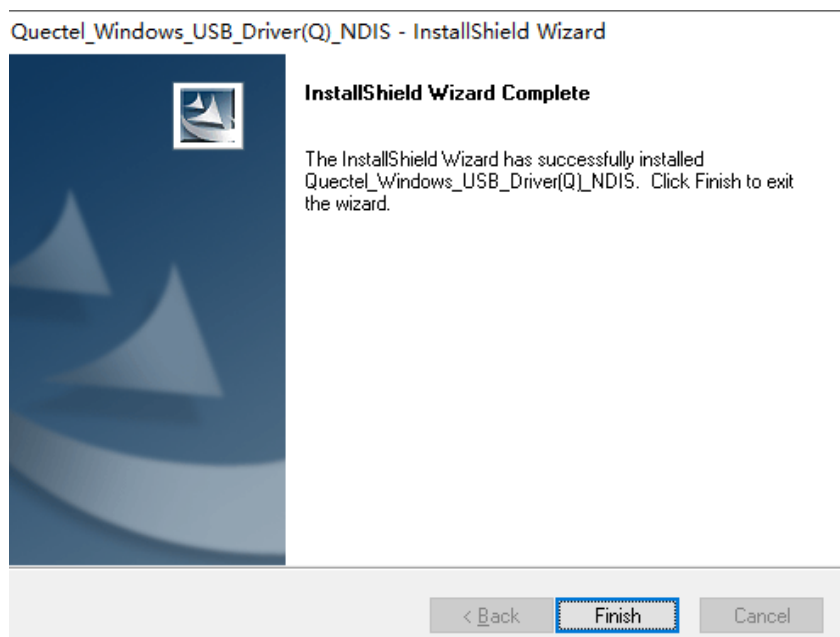 Quectel_Windows_USB_Driver(Q)_NDIS - InstallShield Wizard
InstallShield Wizard Complete
The InstallShield Wizard has successfully installed
Quectel_Windows_USB_Driver(Q)_NDIS. Click Finish to exit
the wizard.
< Back
Finish
Cancel